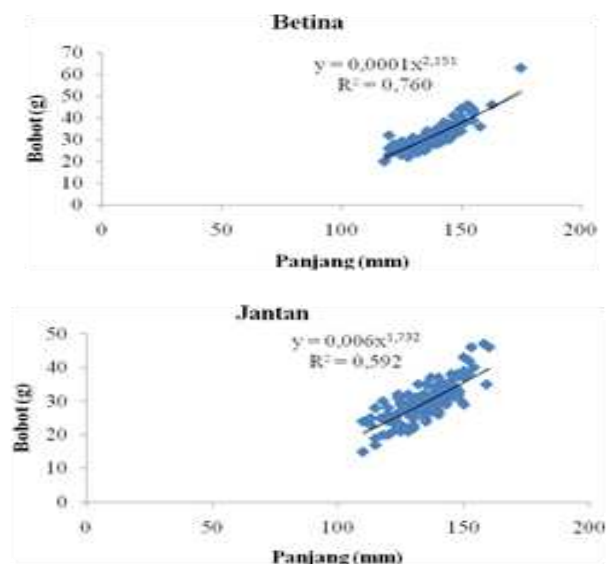 Betina
y = 0,0001x^2,151
R² = 0,760
Bobot (g)
70
60
50
40
30
20
10
0
0 50 100 150 200
Panjang (mm)
Jantan
y = 0,006x^1,732
R² = 0,592
Bobot (g)
50
40
30
20
10
0
0 50 100 150 200
Panjang (mm)